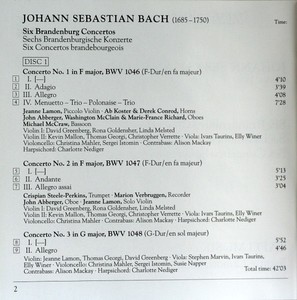 JOHANN SEBASTIAN BACH (1685–1750) Time:
Six Brandenburg Concertos
Sechs Brandenburgische Konzerte
Six Concertos brandebourgeois
DISC 1
Concerto No. 1 in F major, BWV 1046 (F-Dur/en fa majeur)
1 I. [—] 4'10
2 II. Adagio 3'39
3 III. Allegro 4'08
4 IV. Menuetto – Trio – Polonaise – Trio 7'28
Jeanne Lamon, Piccolo Violin · Ab Koster & Derek Conrod, Horns
John Abberger, Washington McClain & Marie-France Richard, Oboes
Michael McCraw, Bassoon
Violin I: David Greenberg, Rona Goldensher, Linda Melsted
Violin II: Kevin Mallon, Thomas Georgi, Christopher Verrette · Viola: Ivars Taurins, Elly Winer
Violoncello: Christina Mahler, Sergei Istomin · Contrabass: Alison Mackay
Harpsichord: Charlotte Nediger
Concerto No. 2 in F major, BWV 1047 (F-Dur/en fa majeur)
5 I. [—] 5'13
6 II. Andante 3'23
7 III. Allegro assai 3'04
Crispian Steele-Perkins, Trumpet · Marion Verbruggen, Recorder
John Abberger, Oboe · Jeanne Lamon, Solo Violin
Violin I: David Greenberg, Rona Goldensher, Linda Melsted
Violin II: Kevin Mallon, Thomas Georgi, Christopher Verrette · Viola: Ivars Taurins, Elly Winer
Violoncello: Christina Mahler · Contrabass: Alison Mackay · Harpsichord: Charlotte Nediger
Concerto No. 3 in G major, BWV 1048 (G-Dur/en sol majeur)
8 I. [—] 5'52
9 II. Allegro 4'46
Violin: Jeanne Lamon, Thomas Georgi, David Greenberg · Viola: Stephen Marvin, Ivars Taurins,
Elly Winer · Violoncello: Christina Mahler, Sergei Istomin, Susie Napper
Contrabass: Alison Mackay · Harpsichord: Charlotte Nediger Total time: 42'03
2